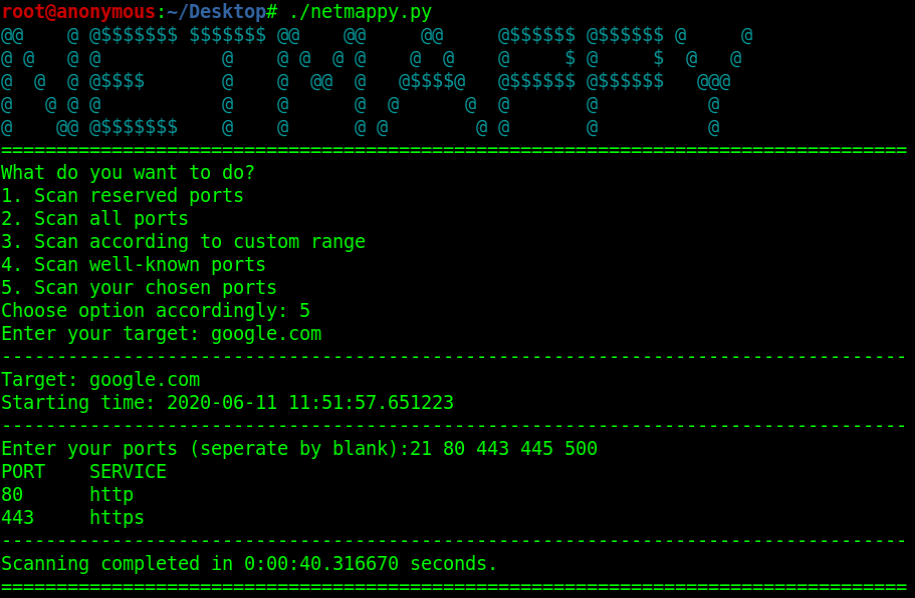 root@anonymous:~/Desktop# ./netmappy.py
@@    @ @$$$$$$$ $$$$$$$ @@    @@     @@     @$$$$$$ @$$$$$$ @     @
@ @   @ @           @    @ @  @ @    @  @    @     $ @     $  @   @
@  @  @ @$$$$       @    @  @@  @   @$$$$@   @$$$$$$ @$$$$$$   @@@
@   @ @ @           @    @      @  @      @  @       @          @
@    @@ @$$$$$$$    @    @      @ @        @ @       @          @
==================================================================================
What do you want to do?
1. Scan reserved ports
2. Scan all ports
3. Scan according to custom range
4. Scan well-known ports
5. Scan your chosen ports
Choose option accordingly: 5
Enter your target: google.com
----------------------------------------------------------------------------------
Target: google.com
Starting time: 2020-06-11 11:51:57.651223
----------------------------------------------------------------------------------
Enter your ports (seperate by blank):21 80 443 445 500
PORT    SERVICE
80      http
443     https
----------------------------------------------------------------------------------
Scanning completed in 0:00:40.316670 seconds.
==================================================================================